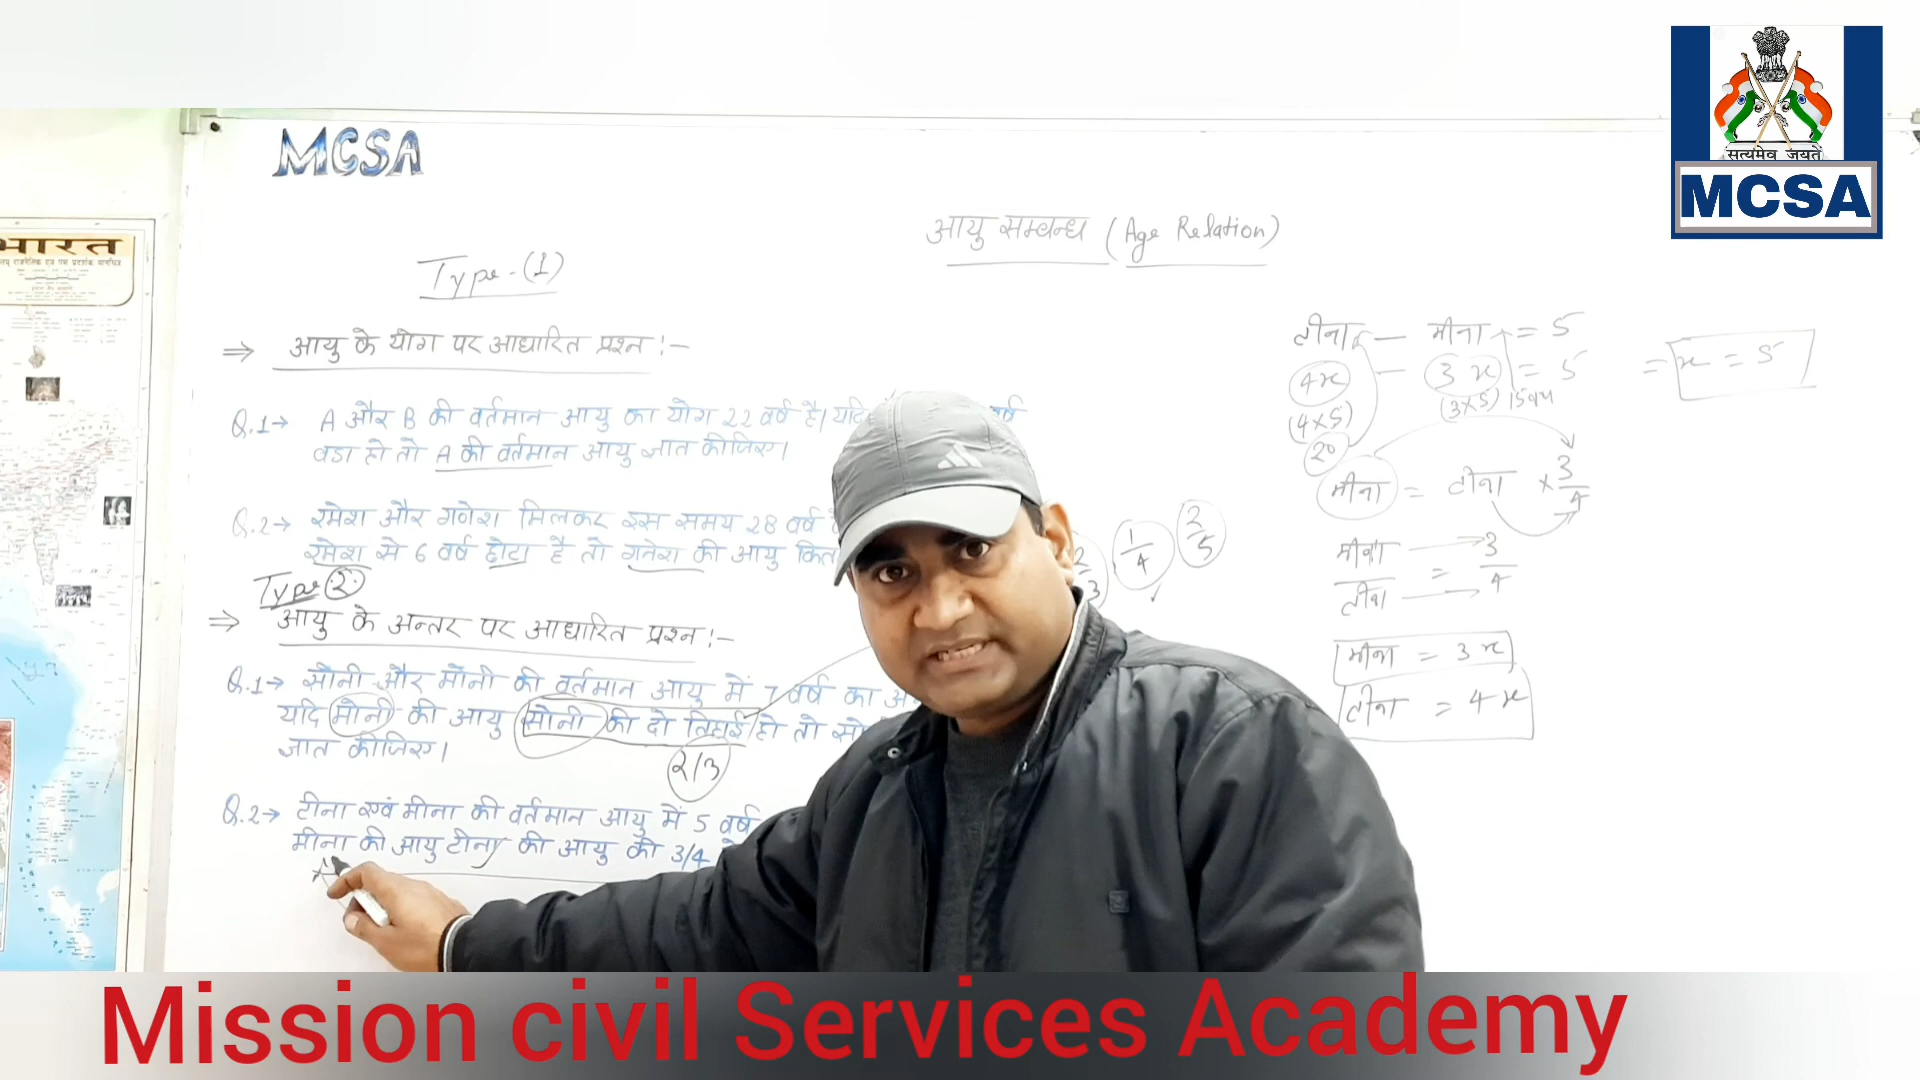 सत्यमेव जयते
MCSA
MCSA
भारत
आयु सम्बन्ध (Age Relation)
Type-(1)
⇒ आयु के योग पर आधारित प्रश्न:-
Q.1→ A और B की वर्तमान आयु का योग 22 वर्ष है। यदि वर्ष
बडा हो तो A की वर्तमान आयु ज्ञात कीजिए।
Q.2→ रमेश और गणेश मिलकर इस समय 28 वर्ष
रमेश से 6 वर्ष छोटा है तो गनेश की आयु
Type 2.
⇒ आयु के अन्तर पर आधारित प्रश्न:-
Q.1→ सोनी और मोनी की वर्तमान आयु में 7 वर्ष का
यदि मोनी की आयु सोनी की दो तिहाई हो तो
ज्ञात कीजिए।
2/3
Q.2→ टीना एवं मीना की वर्तमान आयु में 5 वर्ष
मीना की आयु टीना की आयु की 3/4
2/3 1/4 2/5
टीना — मीना = 5
4x — 3x = 5 = x = 5
(4×5) (3×5) 15वर्ष
20
मीना = टीना × 3/4
मीना/टीना = 3/4
मीना = 3x
टीना = 4x
Mission civil Services Academy